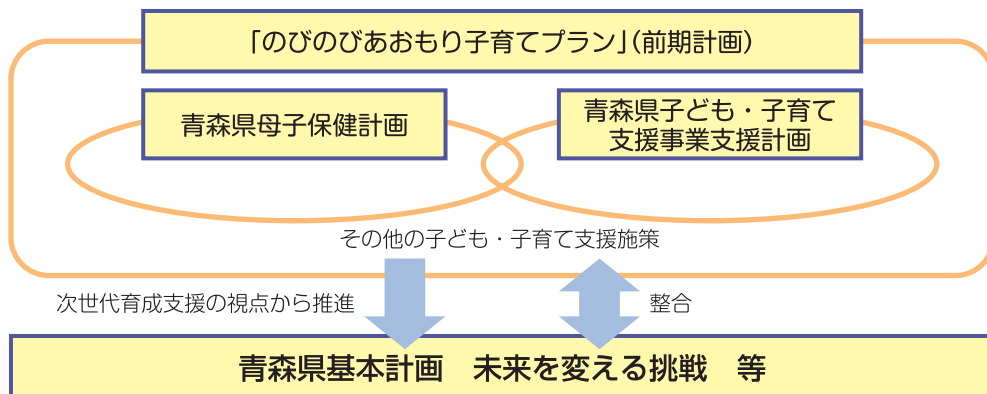 「のびのびあおもり子育てプラン」(前期計画)
青森県母子保健計画
青森県子ども・子育て
支援事業支援計画
その他の子ども・子育て支援施策
次世代育成支援の視点から推進
整合
青森県基本計画　未来を変える挑戦　等